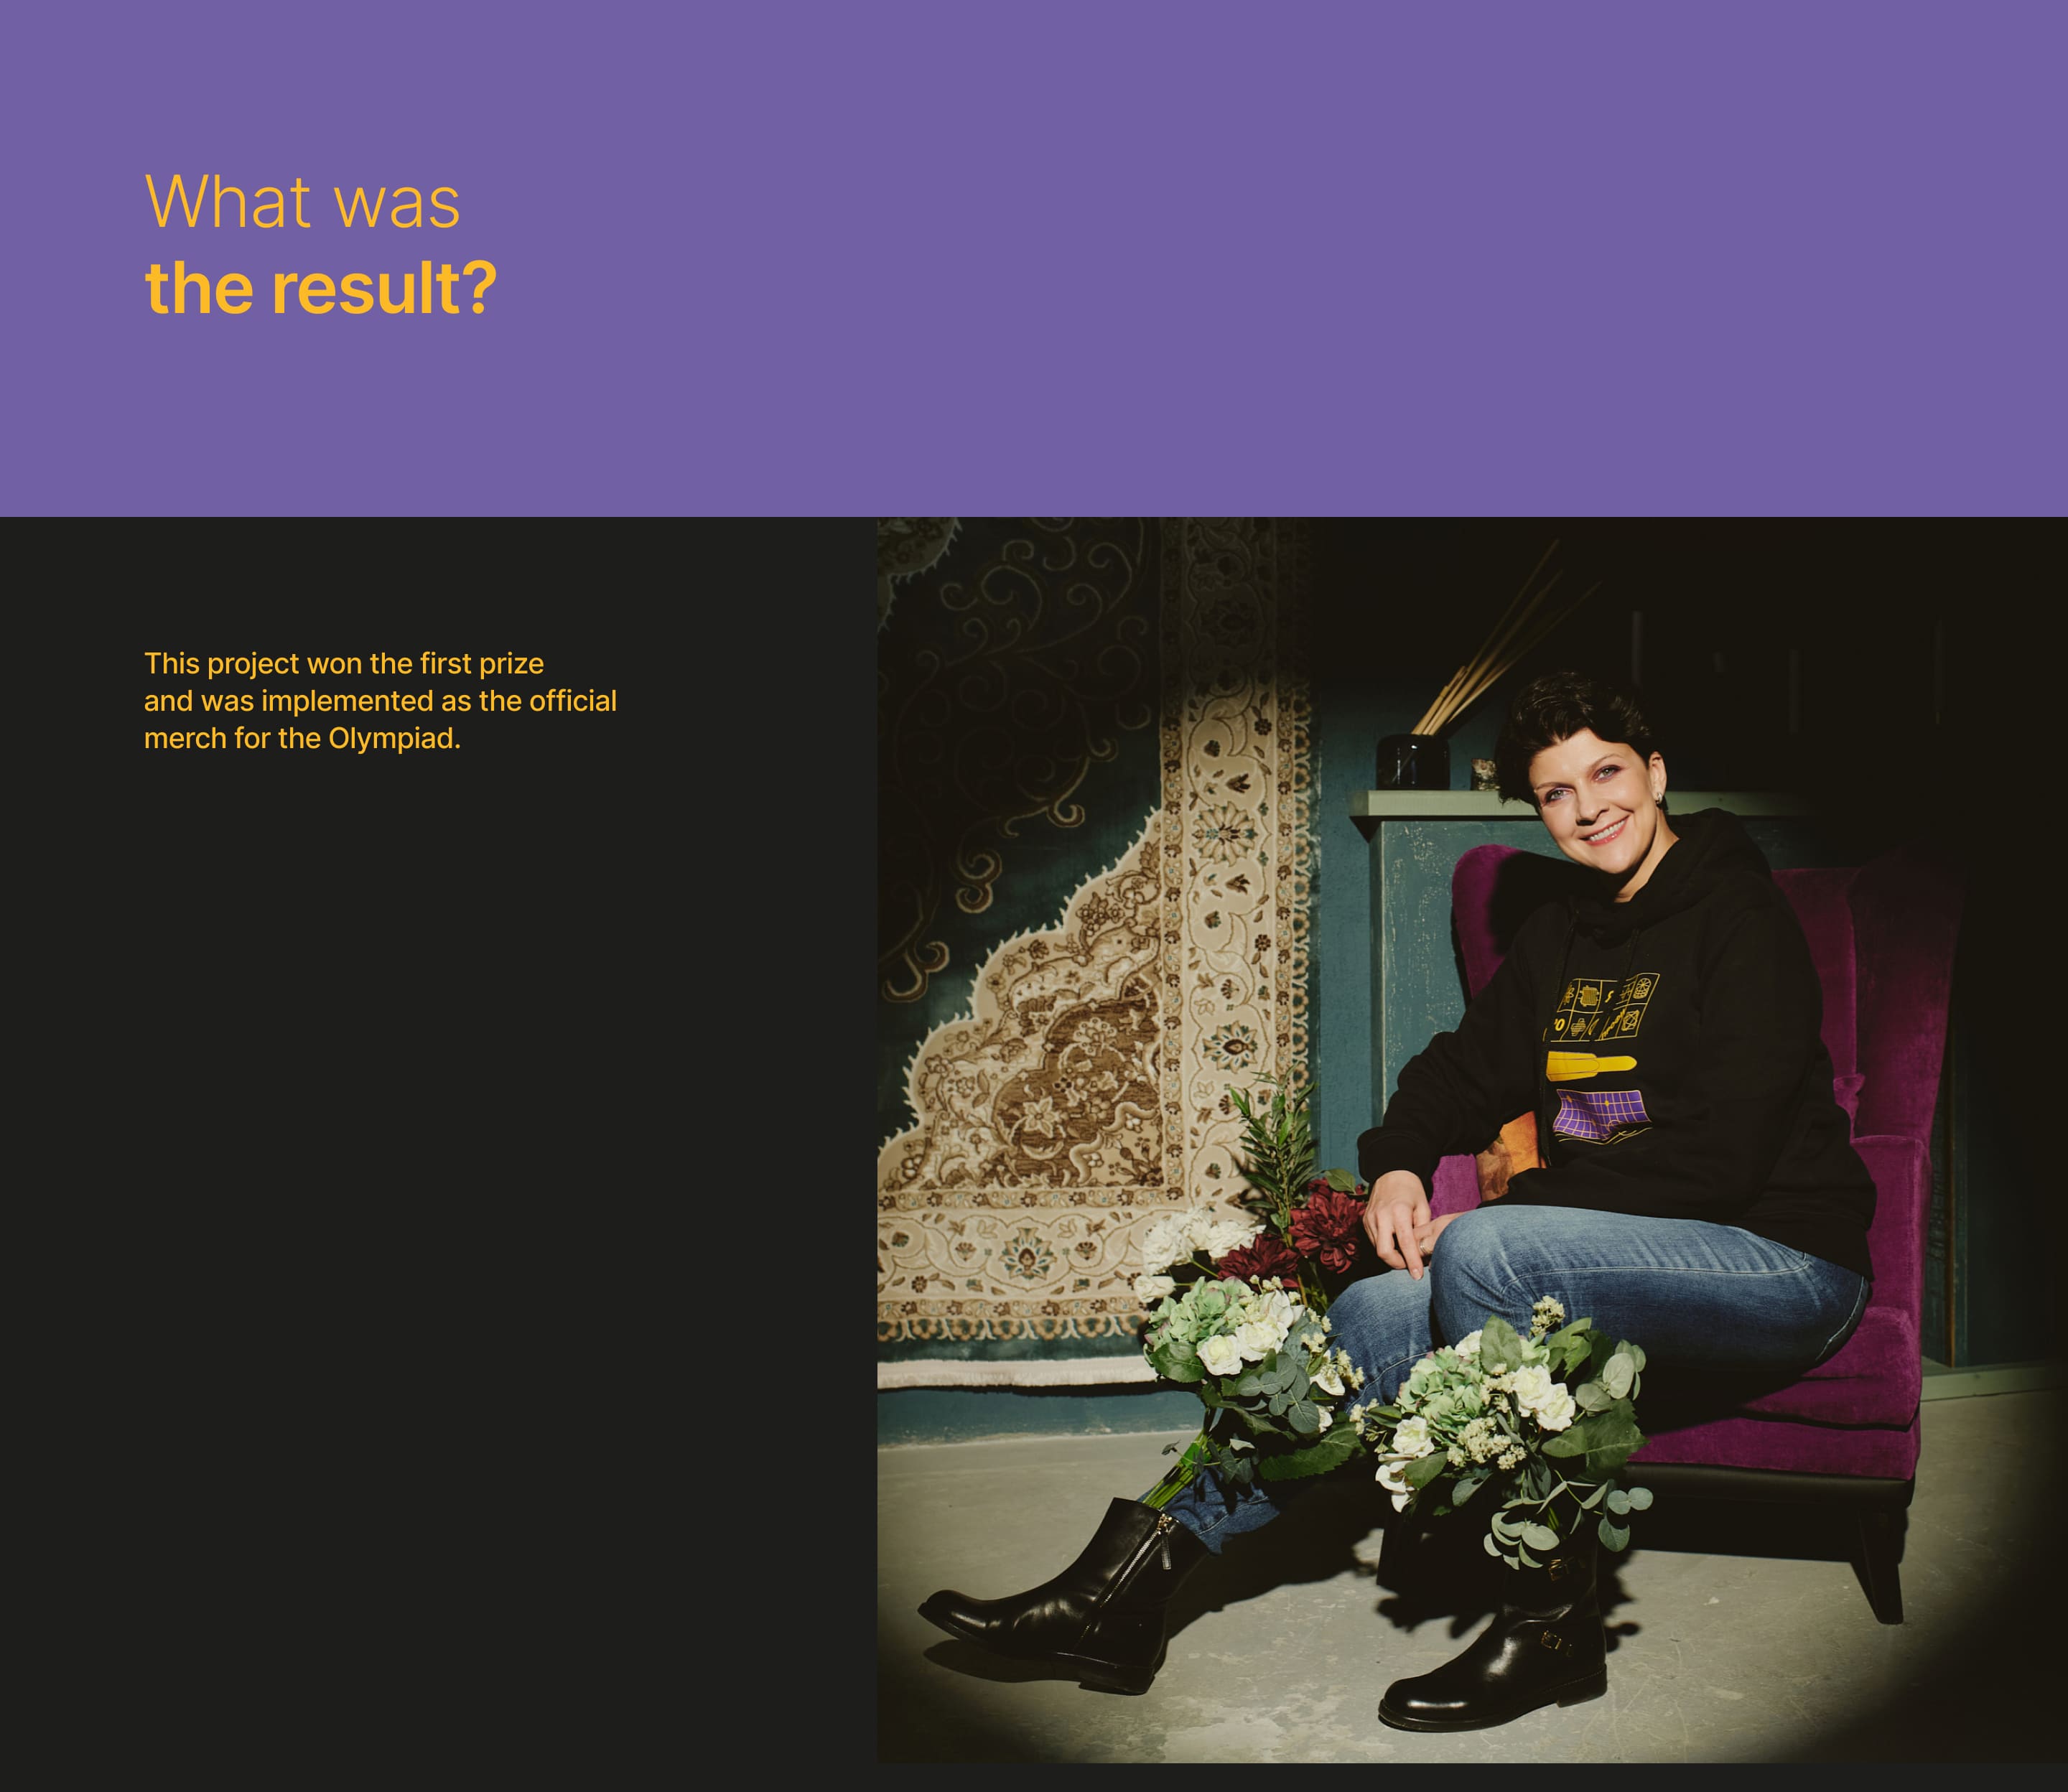 What was
the result?
This project won the first prize
and was implemented as the official
merch for the Olympiad.